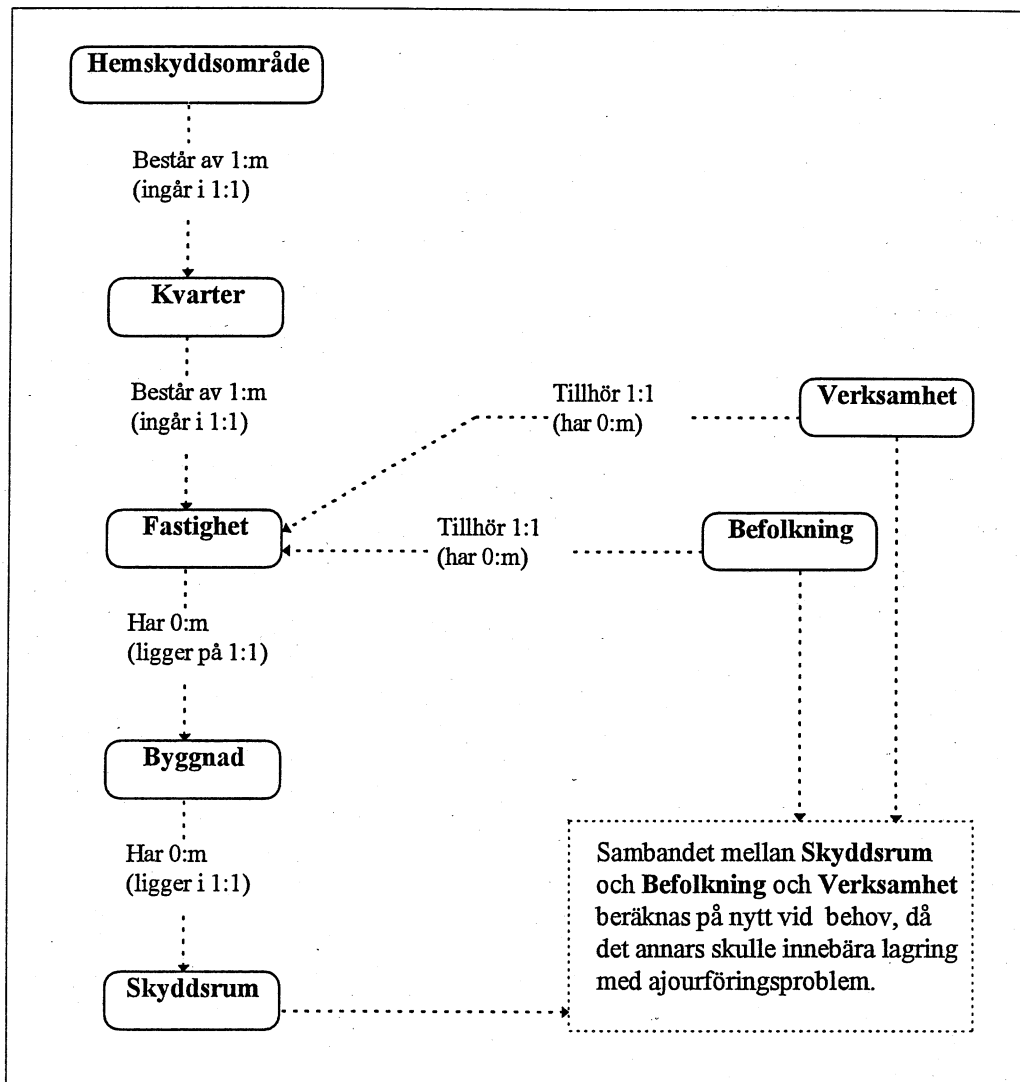 Hemskyddsområde
Består av 1:m
(ingår i 1:1)
Kvarter
Består av 1:m
(ingår i 1:1)
Tillhör 1:1
(har 0:m)
Verksamhet
Fastighet
Tillhör 1:1
(har 0:m)
Befolkning
Har 0:m
(ligger på 1:1)
Byggnad
Har 0:m
(ligger i 1:1)
Skyddsrum
Sambandet mellan Skyddsrum
och Befolkning och Verksamhet
beräknas på nytt vid behov, då
det annars skulle innebära lagring
med ajourföringsproblem.